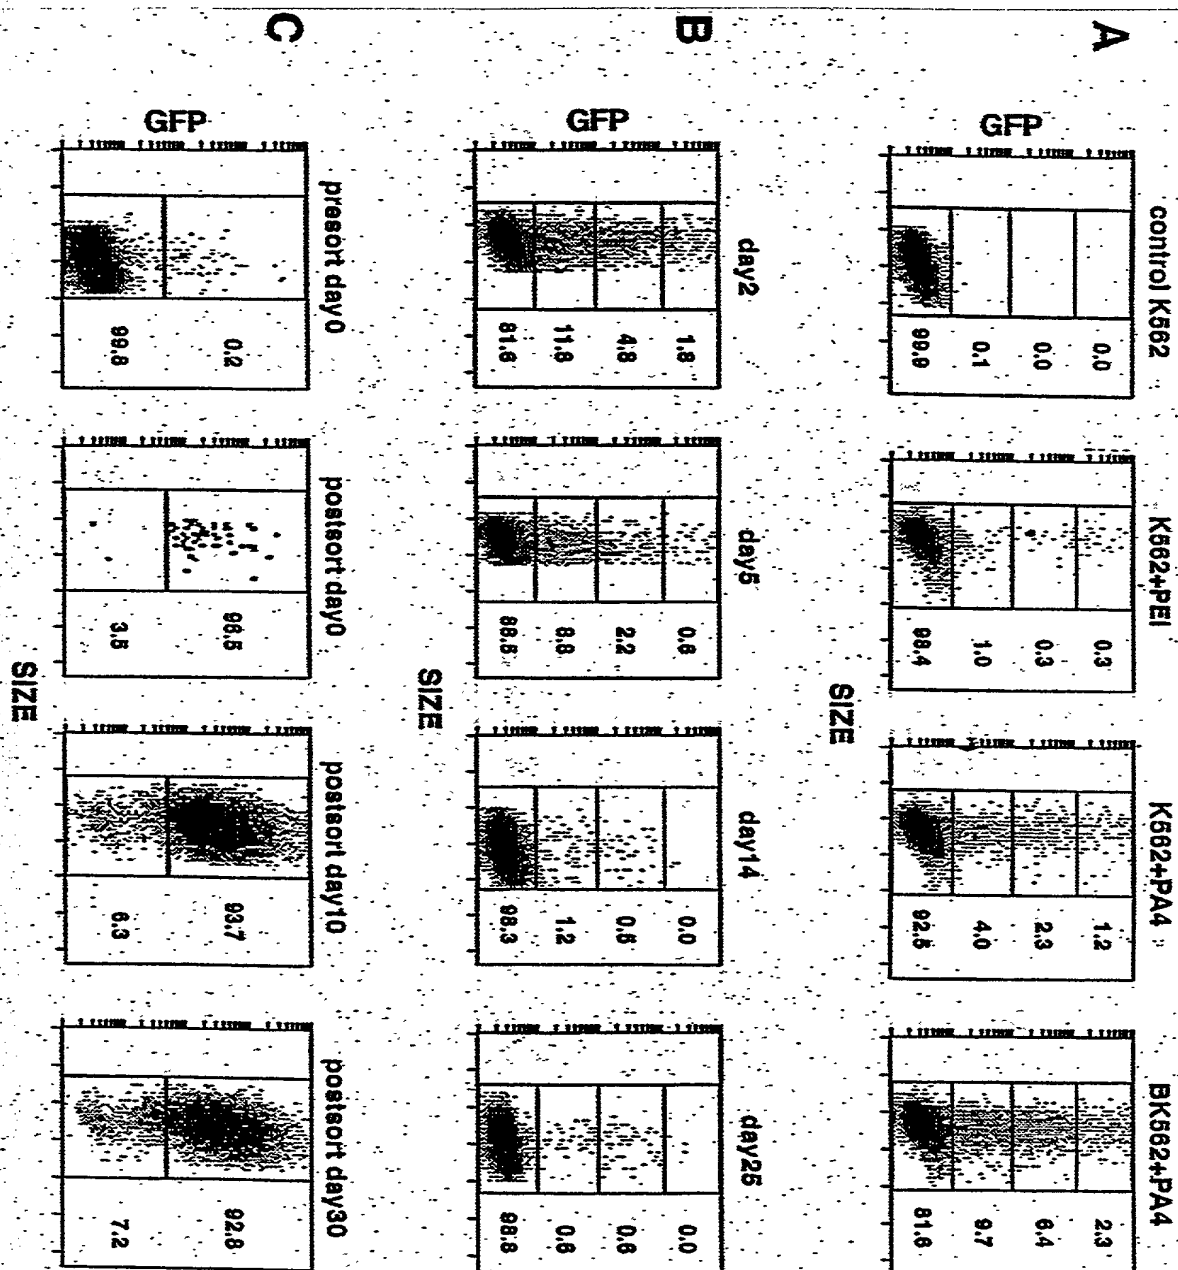 A
control K562
K562+PEI
K562+PA4
BK562+PA4
GFP
0.0
0.3
1.2
2.3
0.0
0.3
2.3
6.4
0.1
1.0
4.0
9.7
99.9
98.4
92.5
81.6
SIZE
B
day2
day5
day14
day25
GFP
1.8
0.6
0.0
0.0
4.8
2.2
0.5
0.6
11.8
8.8
1.2
0.6
81.6
88.5
98.3
98.8
SIZE
C
presort day0
postsort day0
postsort day10
postsort day30
GFP
0.2
96.5
93.7
92.8
99.8
3.5
6.3
7.2
SIZE